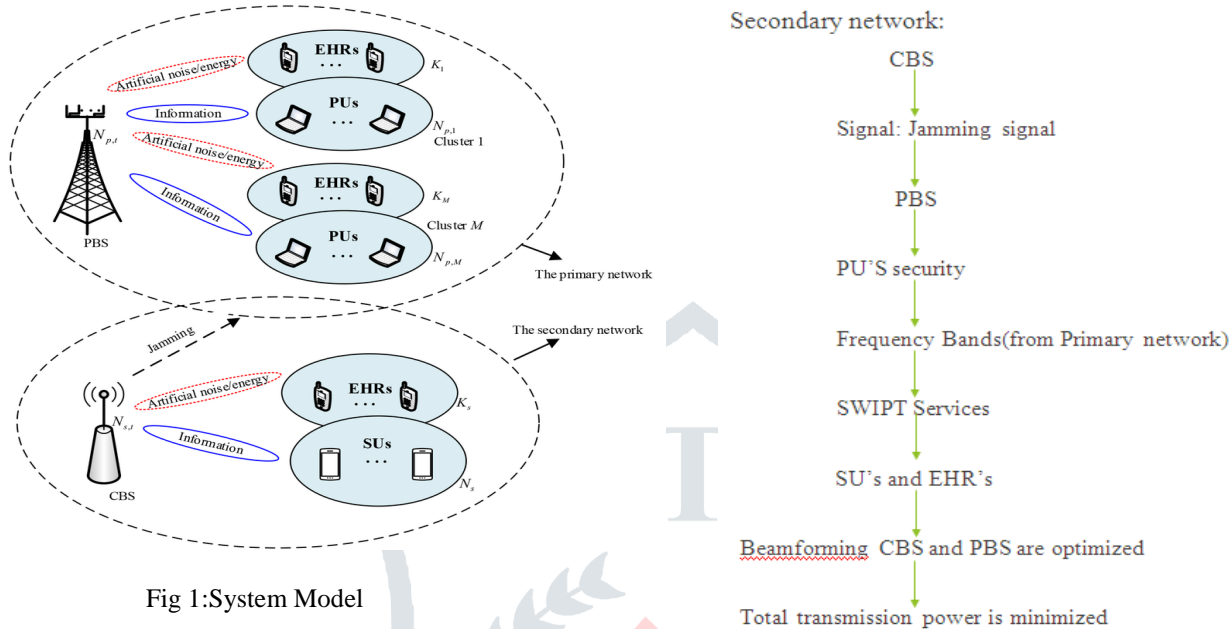 EHRs
...
K1
Artificial noise/energy
PUs
...
Information
Np,1
Cluster 1
Np,t
Artificial noise/energy
EHRs
...
KM
Information
Cluster M
PUs
...
Np,M
PBS
The primary network
Jamming
The secondary network
EHRs
...
Ks
Artificial noise/energy
Ns,t
Information
SUs
...
Ns
CBS
Fig 1:System Model
Secondary network:
CBS
Signal: Jamming signal
PBS
PU'S security
Frequency Bands(from Primary network)
SWIPT Services
SU's and EHR's
Beamforming CBS and PBS are optimized
Total transmission power is minimized
I